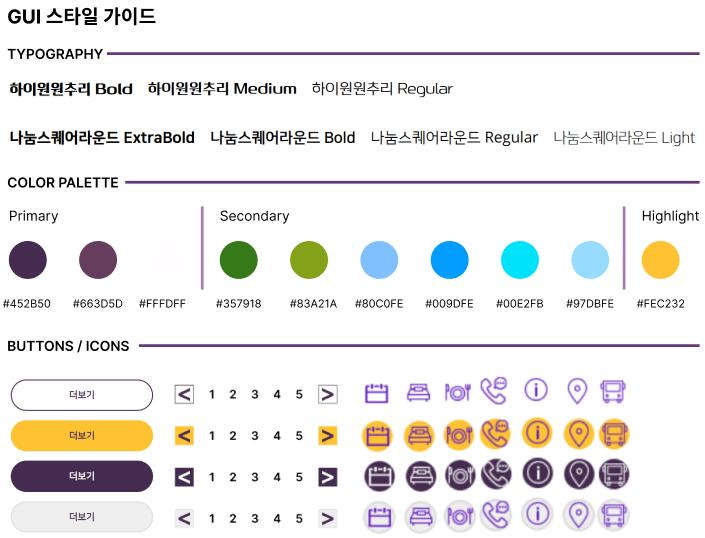 GUI 스타일 가이드
TYPOGRAPHY
하이원원추리 Bold 하이원원추리 Medium 하이원원추리 Regular
나눔스퀘어라운드 ExtraBold 나눔스퀘어라운드 Bold 나눔스퀘어라운드 Regular 나눔스퀘어라운드 Light
COLOR PALETTE
Primary Secondary Highlight
#452B50 #663D5D #FFFDFF #357918 #83A21A #80C0FE #009DFE #00E2FB #97DBFE #FEC232
BUTTONS / ICONS
더보기 < 1 2 3 4 5 >
더보기 < 1 2 3 4 5 >
더보기 < 1 2 3 4 5 >
더보기 < 1 2 3 4 5 >